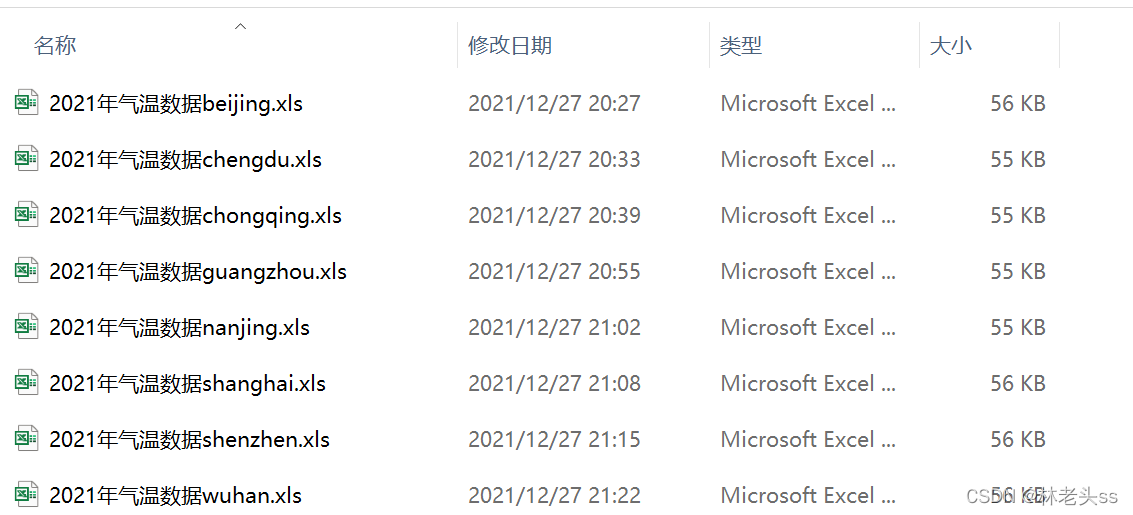 名称 修改日期 类型 大小
2021年气温数据beijing.xls 2021/12/27 20:27 Microsoft Excel ... 56 KB
2021年气温数据chengdu.xls 2021/12/27 20:33 Microsoft Excel ... 55 KB
2021年气温数据chongqing.xls 2021/12/27 20:39 Microsoft Excel ... 55 KB
2021年气温数据guangzhou.xls 2021/12/27 20:55 Microsoft Excel ... 55 KB
2021年气温数据nanjing.xls 2021/12/27 21:02 Microsoft Excel ... 55 KB
2021年气温数据shanghai.xls 2021/12/27 21:08 Microsoft Excel ... 56 KB
2021年气温数据shenzhen.xls 2021/12/27 21:15 Microsoft Excel ... 56 KB
2021年气温数据wuhan.xls 2021/12/27 21:22 Microsoft Excel ... 56 KB
CSDN @林老头ss